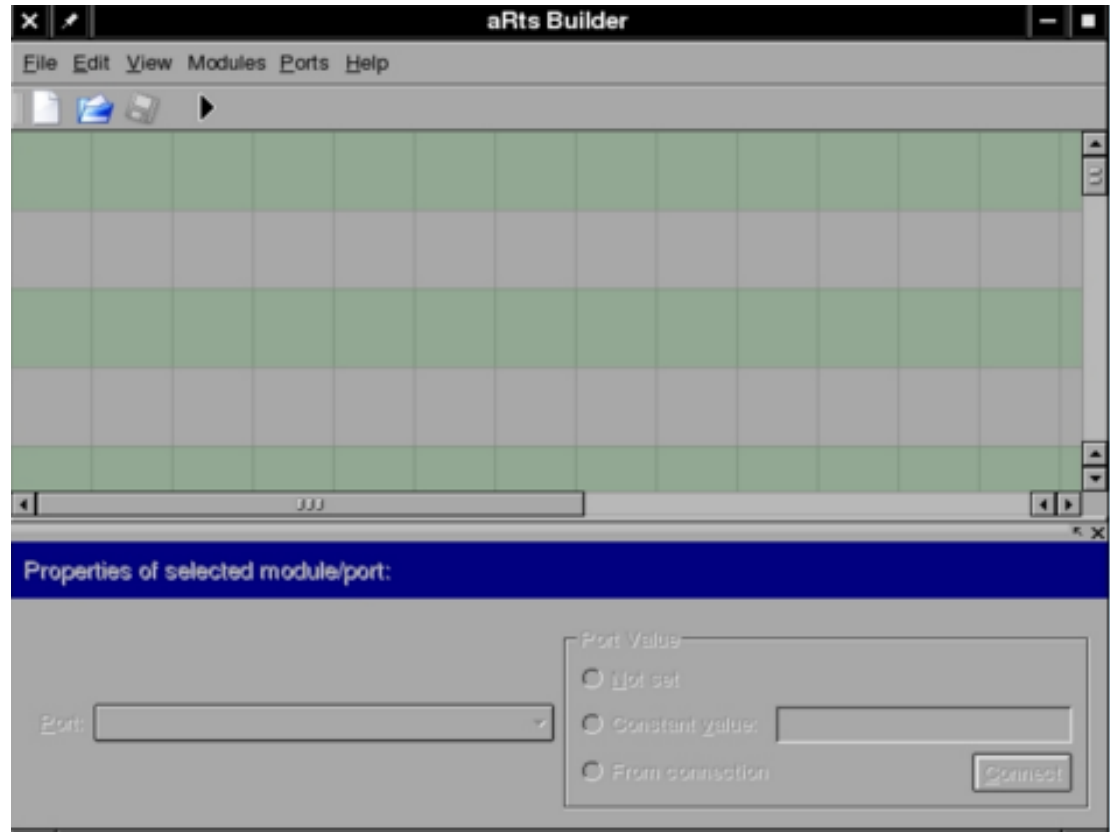 aRts Builder
File Edit View Modules Ports Help
Properties of selected module/port:
Port Value
Not set
Port:
Constant value:
From connection
Connect